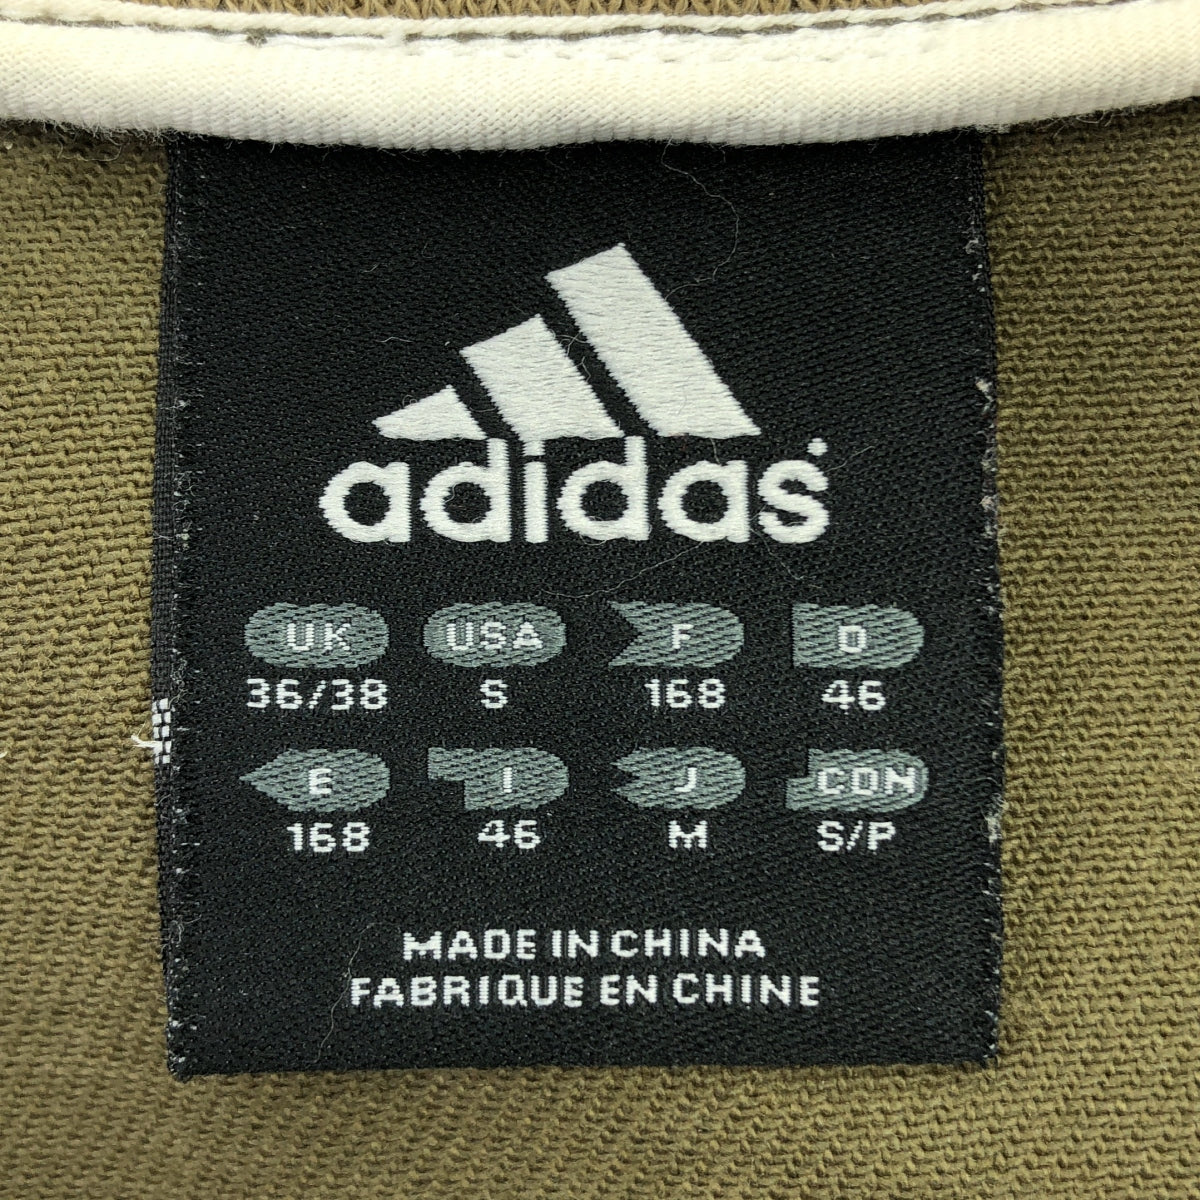 adidas
UK USA F D
36/38 S 168 46
E I J CDN
168 46 M S/P
MADE IN CHINA
FABRIQUE EN CHINE